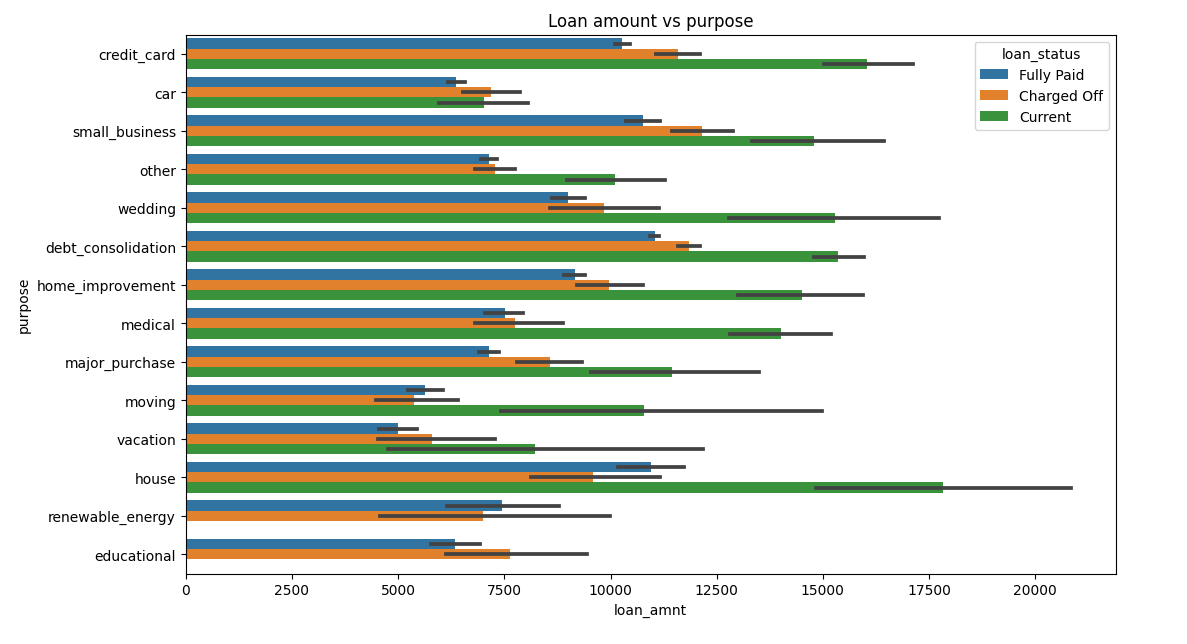 Loan amount vs purpose
loan_status
Fully Paid
Charged Off
Current
purpose
credit_card
car
small_business
other
wedding
debt_consolidation
home_improvement
medical
major_purchase
moving
vacation
house
renewable_energy
educational
0 2500 5000 7500 10000 12500 15000 17500 20000
loan_amnt